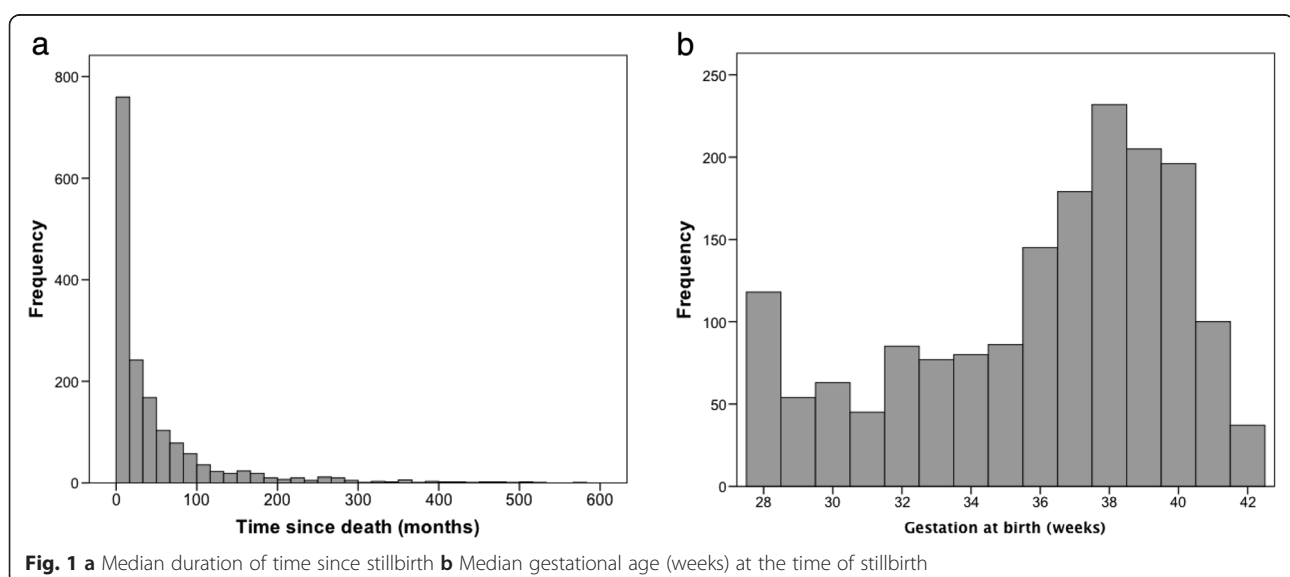 a
800
600
400
200
0
Frequency
0 100 200 300 400 500 600
Time since death (months)
b
250
200
150
100
50
0
Frequency
28 30 32 34 36 38 40 42
Gestation at birth (weeks)
Fig. 1 a Median duration of time since stillbirth b Median gestational age (weeks) at the time of stillbirth